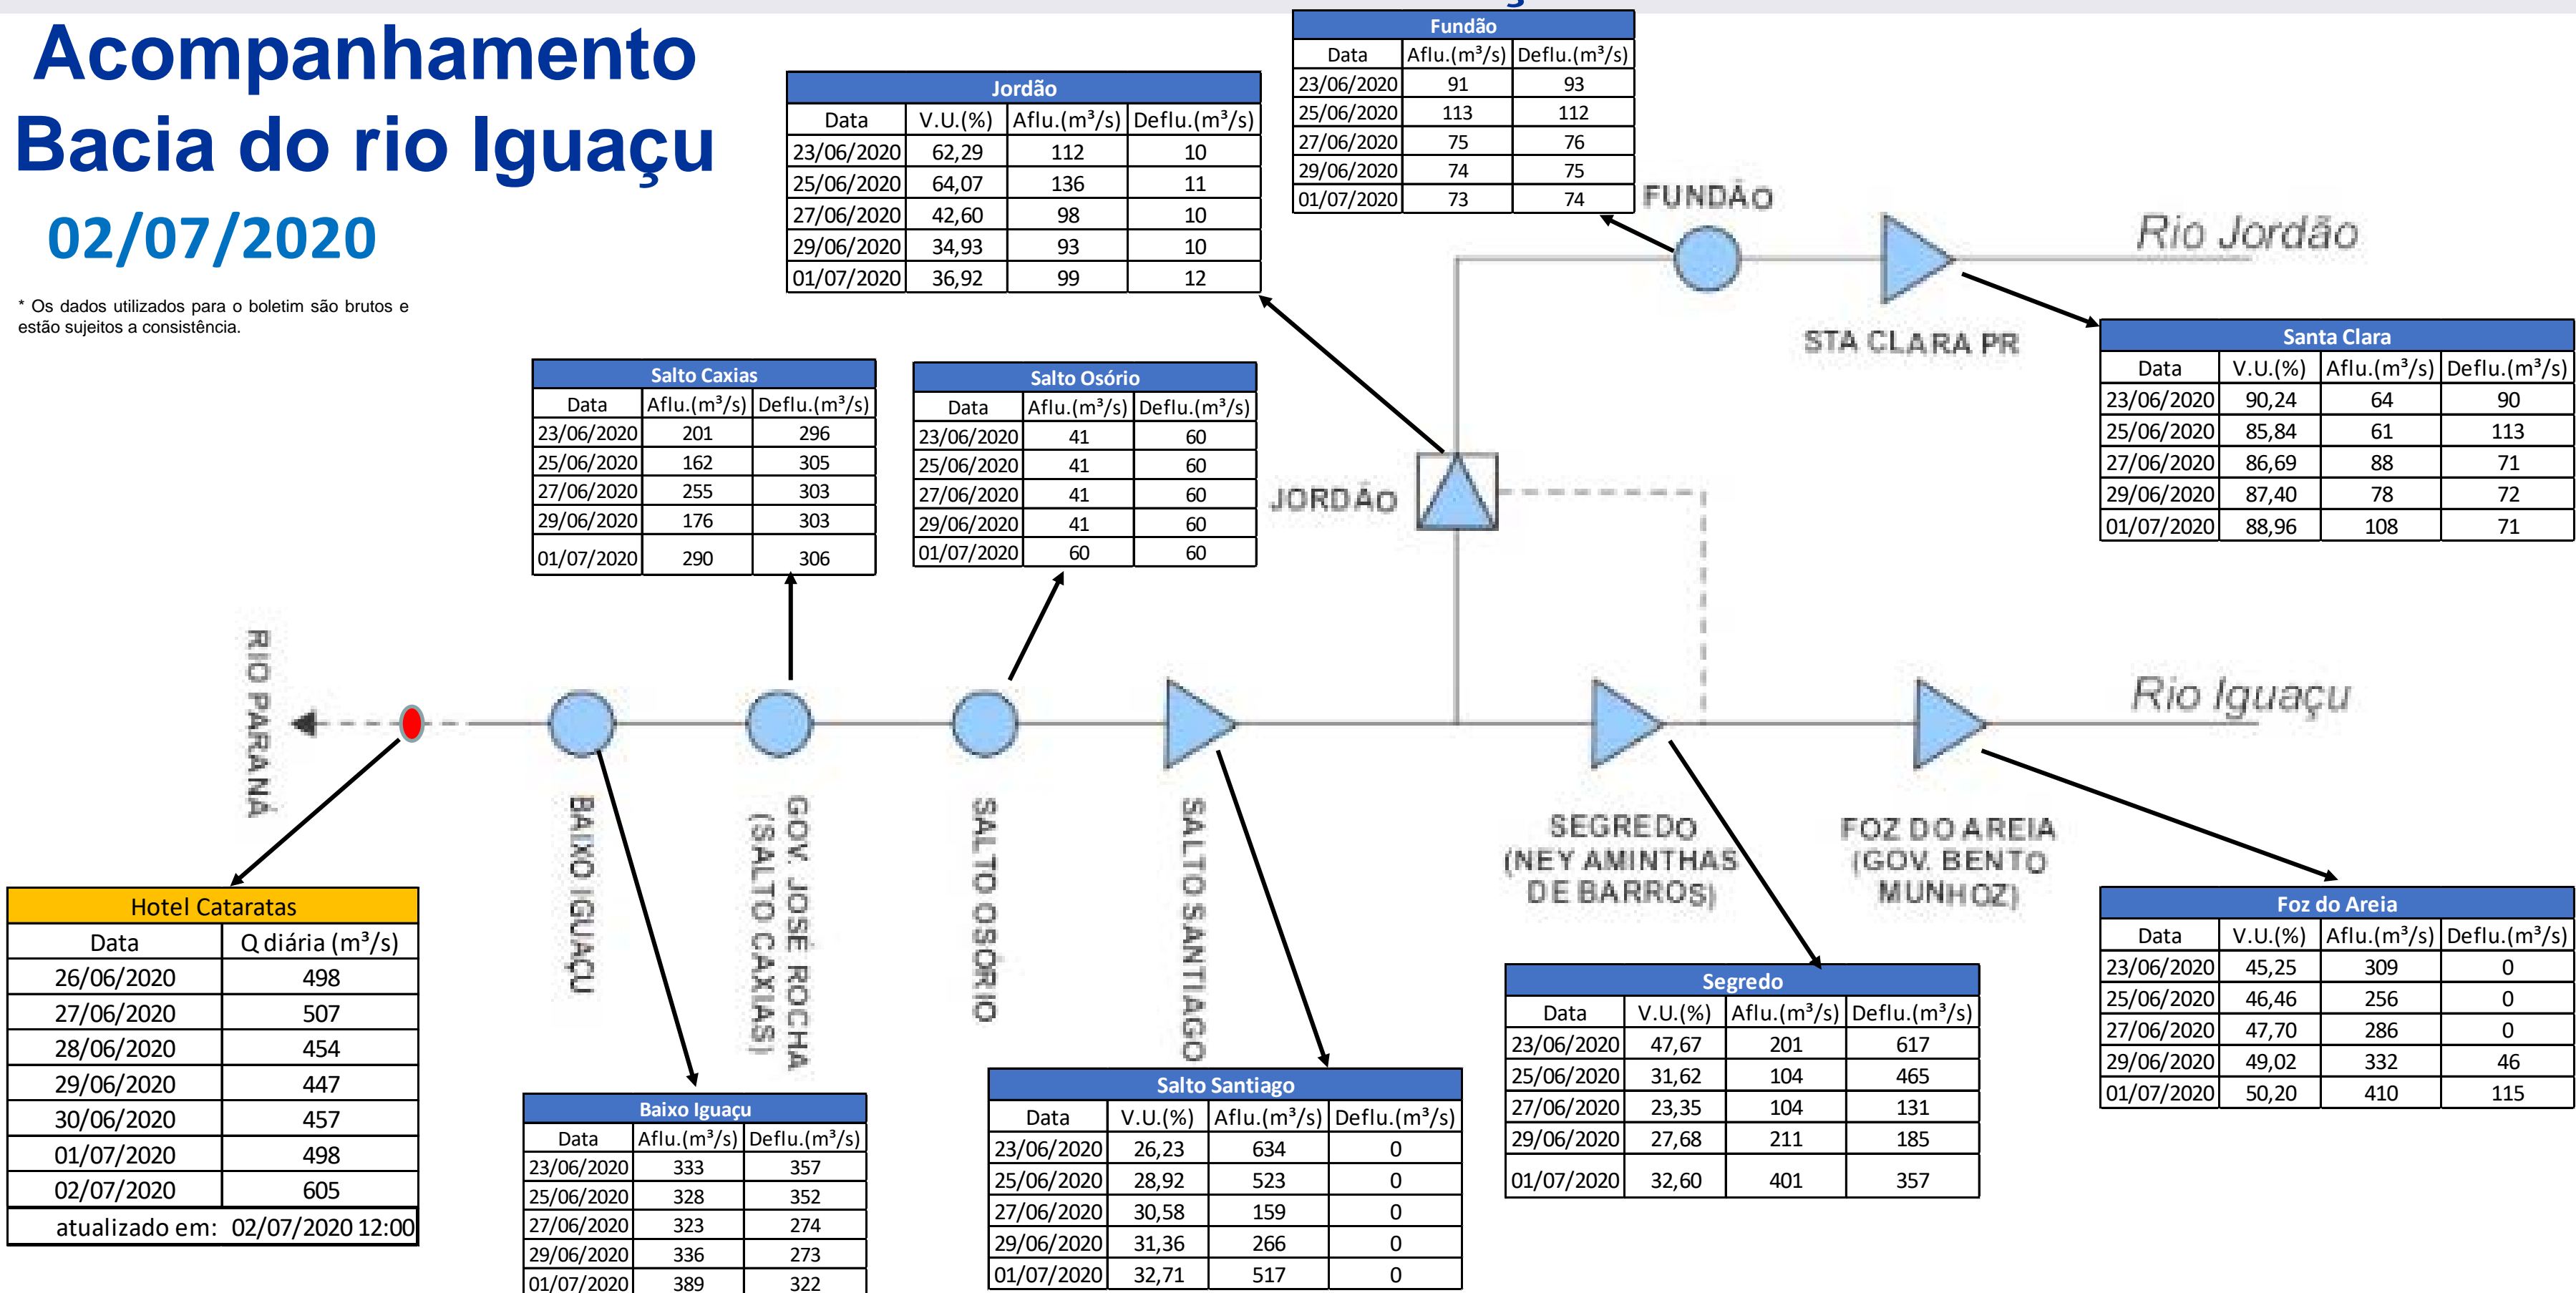 Acompanhamento
Bacia do rio Iguaçu
02/07/2020
* Os dados utilizados para o boletim são brutos e
estão sujeitos a consistência.
Jordão
Data V.U.(%) Aflu.(m³/s) Deflu.(m³/s)
23/06/2020 62,29 112 10
25/06/2020 64,07 136 11
27/06/2020 42,60 98 10
29/06/2020 34,93 93 10
01/07/2020 36,92 99 12
Fundão
Data Aflu.(m³/s) Deflu.(m³/s)
23/06/2020 91 93
25/06/2020 113 112
27/06/2020 75 76
29/06/2020 74 75
01/07/2020 73 74
FUNDÃO
Rio Jordão
STA CLARA PR
Santa Clara
Data V.U.(%) Aflu.(m³/s) Deflu.(m³/s)
23/06/2020 90,24 64 90
25/06/2020 85,84 61 113
27/06/2020 86,69 88 71
29/06/2020 87,40 78 72
01/07/2020 88,96 108 71
Salto Caxias
Data Aflu.(m³/s) Deflu.(m³/s)
23/06/2020 201 296
25/06/2020 162 305
27/06/2020 255 303
29/06/2020 176 303
01/07/2020 290 306
Salto Osório
Data Aflu.(m³/s) Deflu.(m³/s)
23/06/2020 41 60
25/06/2020 41 60
27/06/2020 41 60
29/06/2020 41 60
01/07/2020 60 60
JORDÃO
RIO PARANÁ
BAIXO IGUAÇU
GOV. JOSÉ ROCHA
(SALTO CAXIAS)
SALTO OSÓRIO
SALTO SANTIAGO
SEGREDO
(NEY AMINTHAS
DE BARROS)
FOZ DO AREIA
(GOV. BENTO
MUNHOZ)
Rio Iguaçu
Hotel Cataratas
Data Q diária (m³/s)
26/06/2020 498
27/06/2020 507
28/06/2020 454
29/06/2020 447
30/06/2020 457
01/07/2020 498
02/07/2020 605
atualizado em: 02/07/2020 12:00
Baixo Iguaçu
Data Aflu.(m³/s) Deflu.(m³/s)
23/06/2020 333 357
25/06/2020 328 352
27/06/2020 323 274
29/06/2020 336 273
01/07/2020 389 322
Salto Santiago
Data V.U.(%) Aflu.(m³/s) Deflu.(m³/s)
23/06/2020 26,23 634 0
25/06/2020 28,92 523 0
27/06/2020 30,58 159 0
29/06/2020 31,36 266 0
01/07/2020 32,71 517 0
Segredo
Data V.U.(%) Aflu.(m³/s) Deflu.(m³/s)
23/06/2020 47,67 201 617
25/06/2020 31,62 104 465
27/06/2020 23,35 104 131
29/06/2020 27,68 211 185
01/07/2020 32,60 401 357
Foz do Areia
Data V.U.(%) Aflu.(m³/s) Deflu.(m³/s)
23/06/2020 45,25 309 0
25/06/2020 46,46 256 0
27/06/2020 47,70 286 0
29/06/2020 49,02 332 46
01/07/2020 50,20 410 115